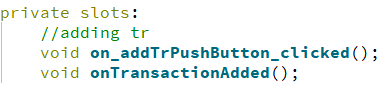 private slots:
    //adding tr
    void on_addTrPushButton_clicked();
    void onTransactionAdded();